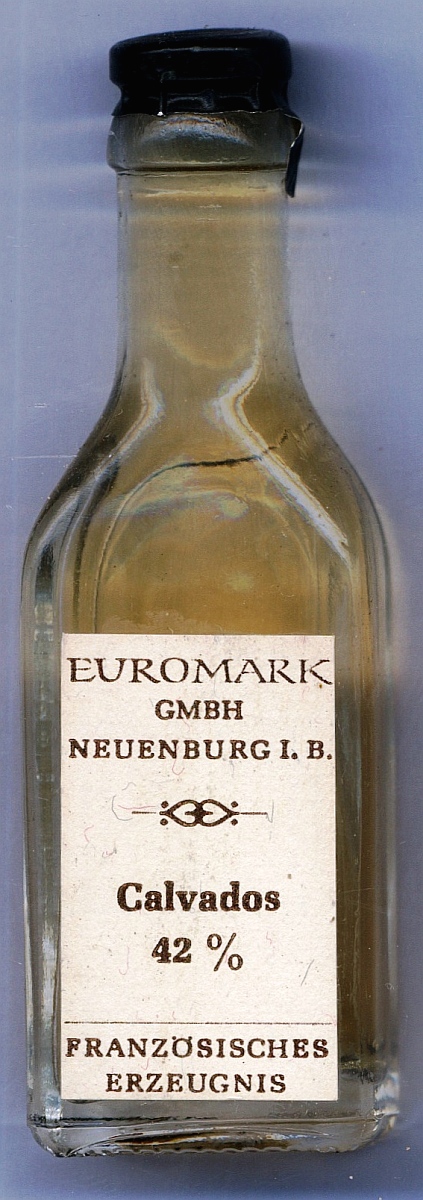 EUROMARK
GMBH
NEUENBURG I. B.
Calvados
42 %
FRANZÖSISCHES
ERZEUGNIS